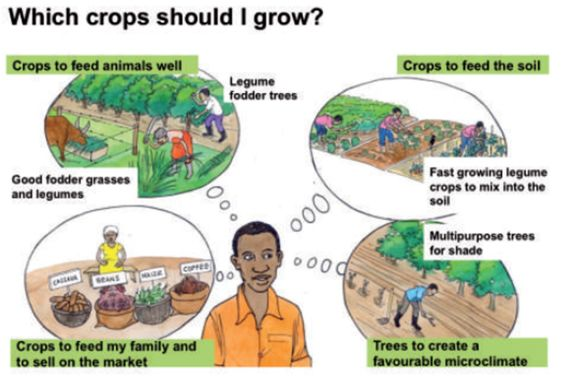 Which crops should I grow?
Crops to feed animals well
Legume
fodder trees
Good fodder grasses
and legumes
Crops to feed the soil
Fast growing legume
crops to mix into the
soil
CASSAVA
BEANS
MAIZE
COFFEE
Crops to feed my family and
to sell on the market
Multipurpose trees
for shade
Trees to create a
favourable microclimate